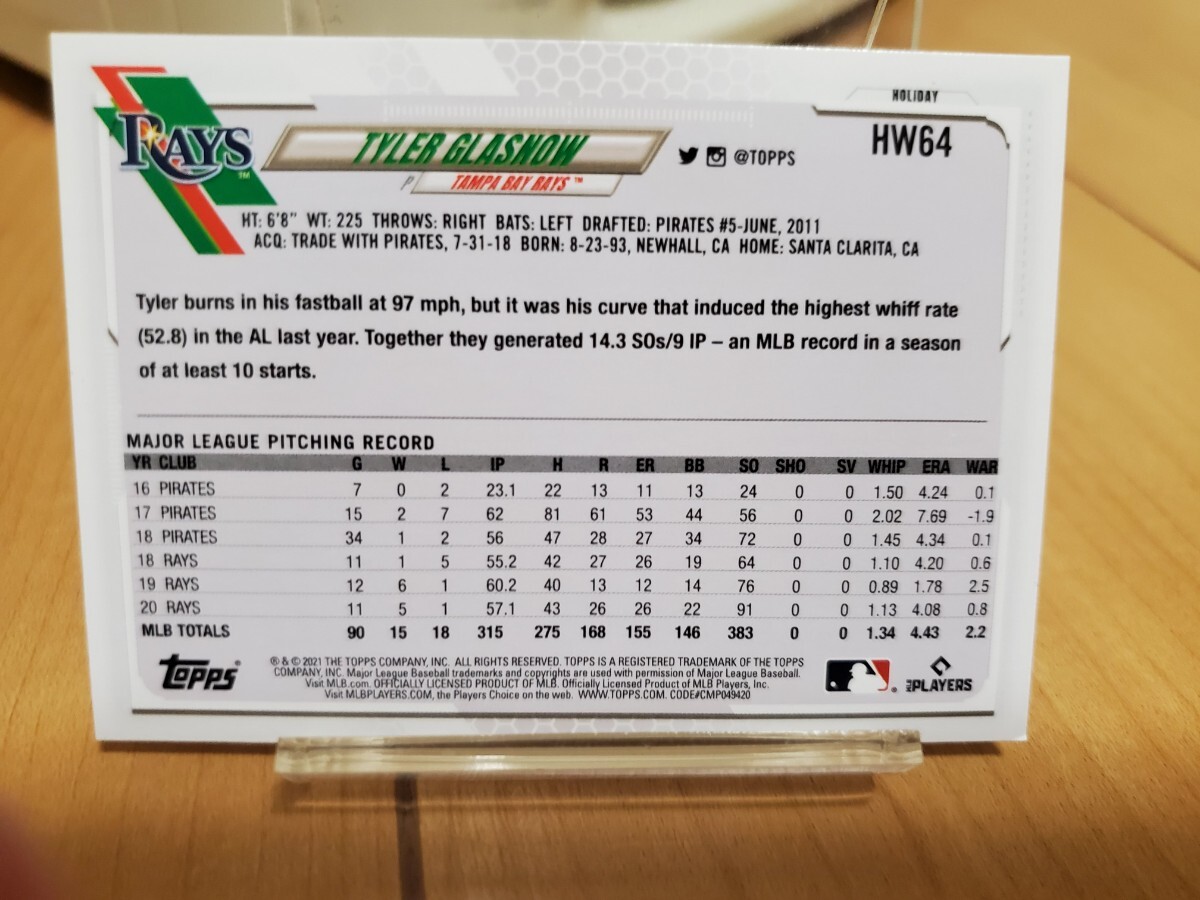 HOLIDAY
HW64
RAYS™
TYLER GLASNOW
@TOPPS
P TAMPA BAY RAYS™
HT: 6'8" WT: 225 THROWS: RIGHT BATS: LEFT DRAFTED: PIRATES #5-JUNE, 2011
ACQ: TRADE WITH PIRATES, 7-31-18 BORN: 8-23-93, NEWHALL, CA HOME: SANTA CLARITA, CA
Tyler burns in his fastball at 97 mph, but it was his curve that induced the highest whiff rate
(52.8) in the AL last year. Together they generated 14.3 SOs/9 IP – an MLB record in a season
of at least 10 starts.
MAJOR LEAGUE PITCHING RECORD
YR CLUB G W L IP H R ER BB SO SHO SV WHIP ERA WAR
16 PIRATES 7 0 2 23.1 22 13 11 13 24 0 0 1.50 4.24 0.1
17 PIRATES 15 2 7 62 81 61 53 44 56 0 0 2.02 7.69 -1.9
18 PIRATES 34 1 2 56 47 28 27 34 72 0 0 1.45 4.34 0.1
18 RAYS 11 1 5 55.2 42 27 26 19 64 0 0 1.10 4.20 0.6
19 RAYS 12 6 1 60.2 40 13 12 14 76 0 0 0.89 1.78 2.5
20 RAYS 11 5 1 57.1 43 26 26 22 91 0 0 1.13 4.08 0.8
MLB TOTALS 90 15 18 315 275 168 155 146 383 0 0 1.34 4.43 2.2
TOPPS®
® & © 2021 THE TOPPS COMPANY, INC. ALL RIGHTS RESERVED. TOPPS IS A REGISTERED TRADEMARK OF THE TOPPS
COMPANY, INC. Major League Baseball trademarks and copyrights are used with permission of Major League Baseball.
Visit MLB.com. OFFICIALLY LICENSED PRODUCT OF MLB. Officially Licensed Product of MLB Players, Inc.
Visit MLBPLAYERS.COM, the Players Choice on the web. WWW.TOPPS.COM. CODE#CMP049420
MLB PLAYERS